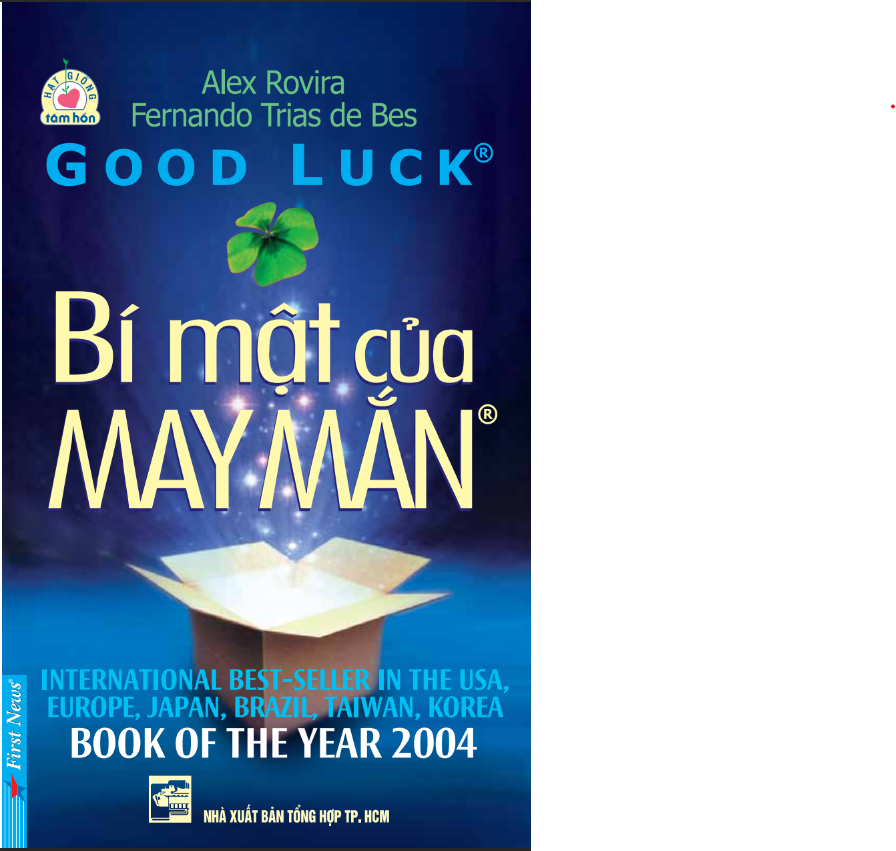 HẠT GIỐNG
tâm hồn
Alex Rovira
Fernando Trias de Bes
GOOD LUCK®
Bí mật của
MAY MẮN®
INTERNATIONAL BEST-SELLER IN THE USA,
EUROPE, JAPAN, BRAZIL, TAIWAN, KOREA
BOOK OF THE YEAR 2004
First News®
NHÀ XUẤT BẢN TỔNG HỢP TP. HCM